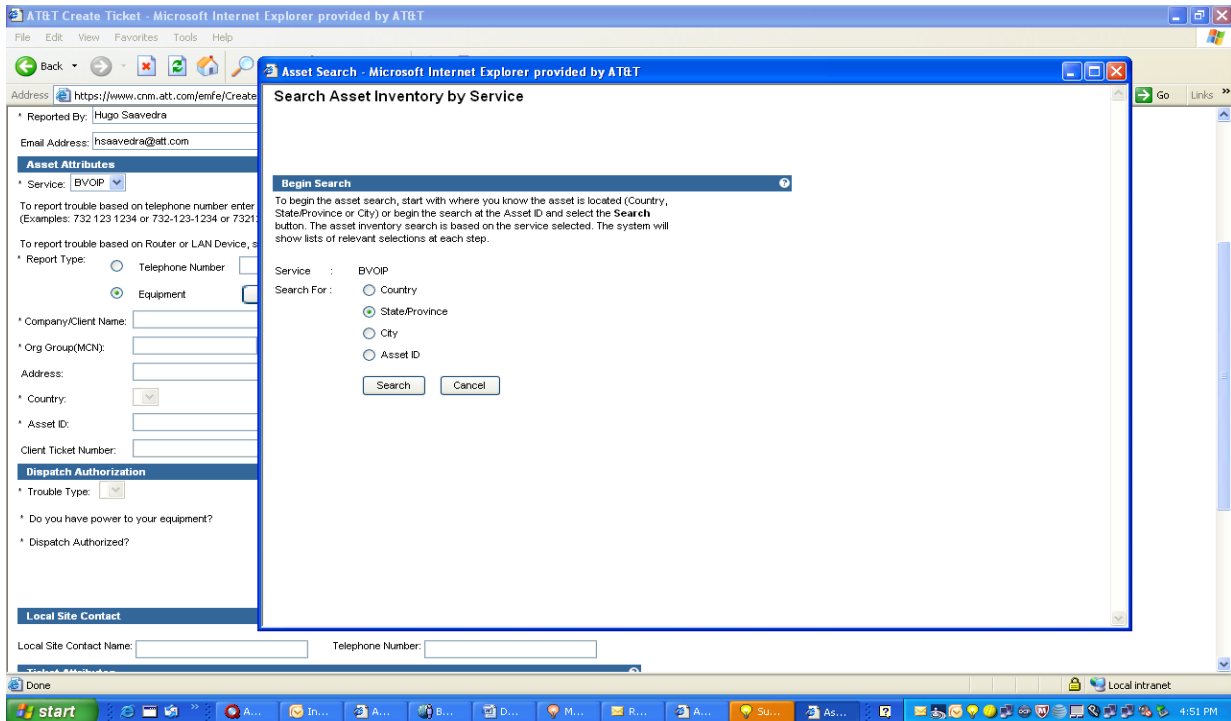 AT&T Create Ticket - Microsoft Internet Explorer provided by AT&T
File Edit View Favorites Tools Help
Back
Address https://www.cnm.att.com/emfe/Create
Go Links »
* Reported By: Hugo Saavedra
Email Address: hsaavedra@att.com
Asset Attributes
* Service: BVOIP
To report trouble based on telephone number enter
(Examples: 732 123 1234 or 732-123-1234 or 7321
To report trouble based on Router or LAN Device, s
* Report Type: Telephone Number
Equipment
* Company/Client Name:
* Org Group(MCN):
Address:
* Country:
* Asset ID:
Client Ticket Number:
Dispatch Authorization
* Trouble Type:
* Do you have power to your equipment?
* Dispatch Authorized?
Local Site Contact
Local Site Contact Name: Telephone Number:
Ticket Attributes
Asset Search - Microsoft Internet Explorer provided by AT&T
Search Asset Inventory by Service
Begin Search
To begin the asset search, start with where you know the asset is located (Country,
State/Province or City) or begin the search at the Asset ID and select the Search
button. The asset inventory search is based on the service selected. The system will
show lists of relevant selections at each step.
Service : BVOIP
Search For : Country
State/Province
City
Asset ID
Search Cancel
Done Local intranet
start » A... In... A... B... D... M... R... A... Su... As... 4:51 PM